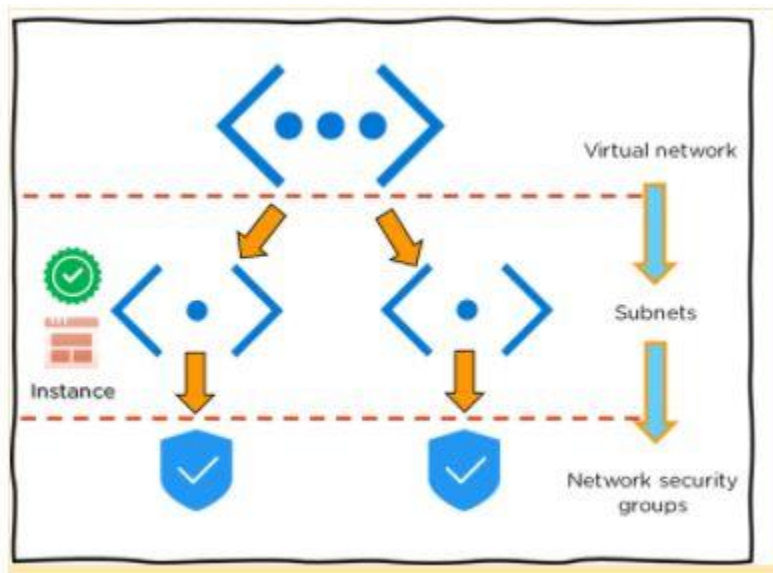 Virtual network
Subnets
Instance
Network security
groups